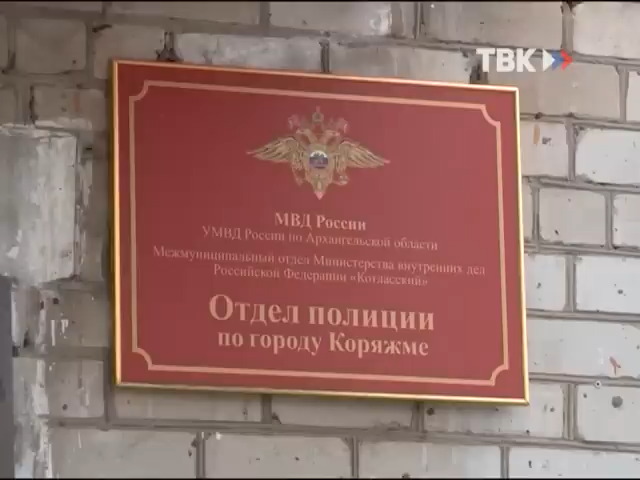 ТВК
МВД России
УМВД России по Архангельской области
Межмуниципальный отдел Министерства внутренних дел
Российской Федерации «Котласский»
Отдел полиции
по городу Коряжме